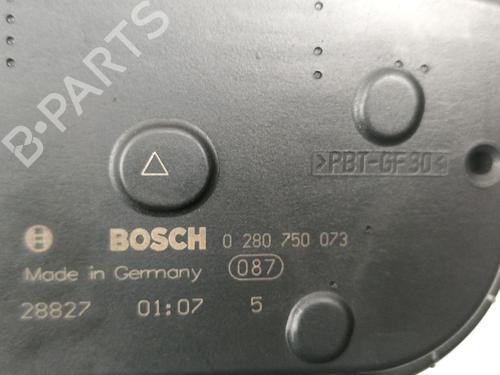 B-PARTS
>PBT-GF30<
BOSCH 0 280 750 073
Made in Germany 087
28827 01:07 5